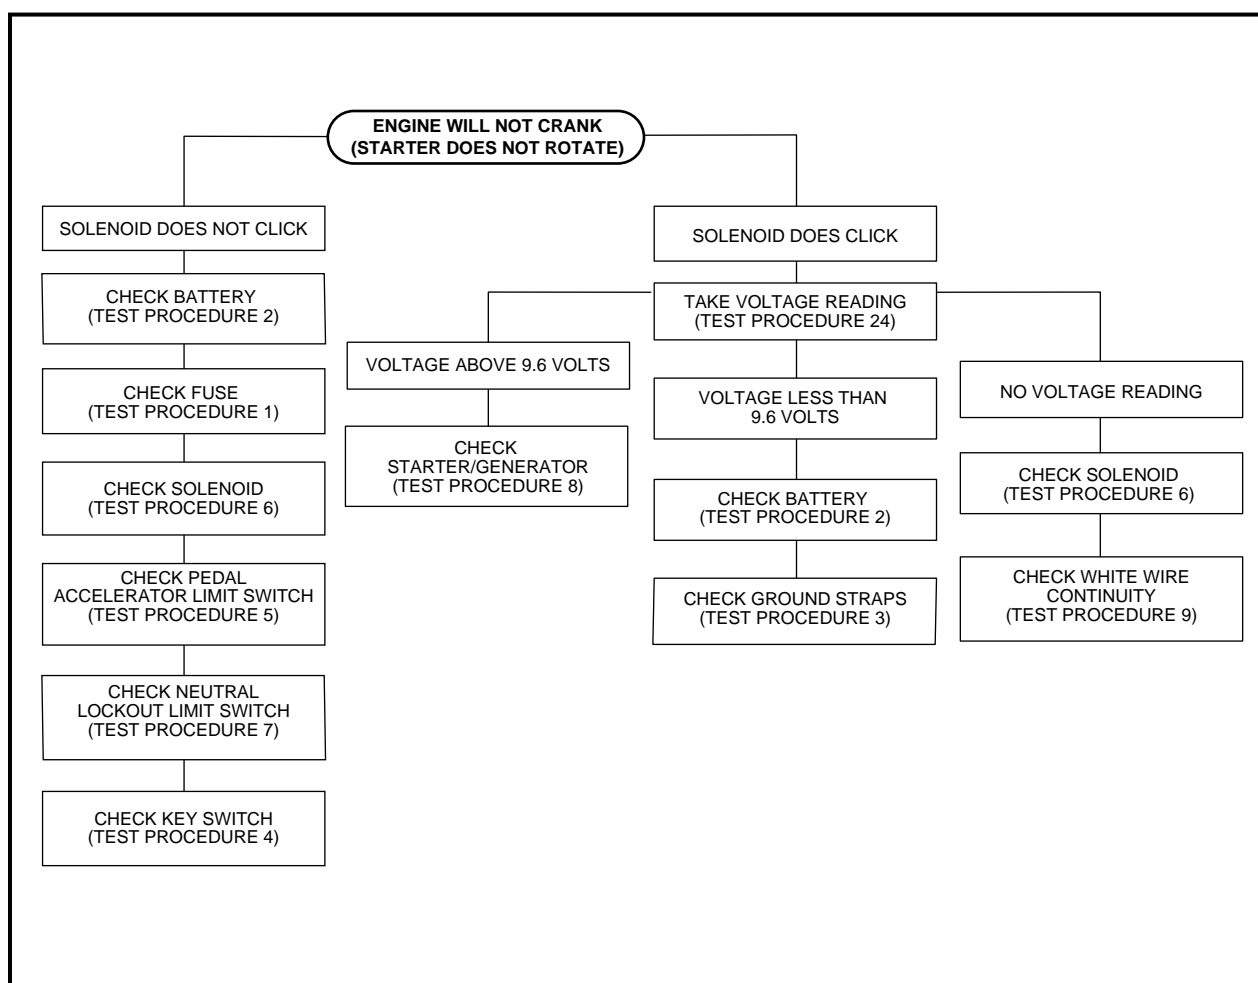 ENGINE WILL NOT CRANK
(STARTER DOES NOT ROTATE)
SOLENOID DOES NOT CLICK
CHECK BATTERY
(TEST PROCEDURE 2)
CHECK FUSE
(TEST PROCEDURE 1)
CHECK SOLENOID
(TEST PROCEDURE 6)
CHECK PEDAL
ACCELERATOR LIMIT SWITCH
(TEST PROCEDURE 5)
CHECK NEUTRAL
LOCKOUT LIMIT SWITCH
(TEST PROCEDURE 7)
CHECK KEY SWITCH
(TEST PROCEDURE 4)
SOLENOID DOES CLICK
TAKE VOLTAGE READING
(TEST PROCEDURE 24)
VOLTAGE ABOVE 9.6 VOLTS
CHECK
STARTER/GENERATOR
(TEST PROCEDURE 8)
VOLTAGE LESS THAN
9.6 VOLTS
CHECK BATTERY
(TEST PROCEDURE 2)
CHECK GROUND STRAPS
(TEST PROCEDURE 3)
NO VOLTAGE READING
CHECK SOLENOID
(TEST PROCEDURE 6)
CHECK WHITE WIRE
CONTINUITY
(TEST PROCEDURE 9)